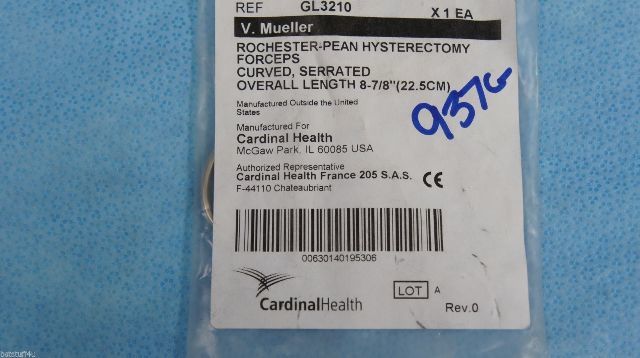 REF GL3210 X 1 EA
V. Mueller
ROCHESTER-PEAN HYSTERECTOMY
FORCEPS
CURVED, SERRATED
OVERALL LENGTH 8-7/8"(22.5CM)
Manufactured Outside the United
States
Manufactured For
Cardinal Health
McGaw Park, IL 60085 USA
Authorized Representative
Cardinal Health France 205 S.A.S. CE
F-44110 Chateaubriant
00630140195306
CardinalHealth
LOT A
Rev.0
batstuff4u